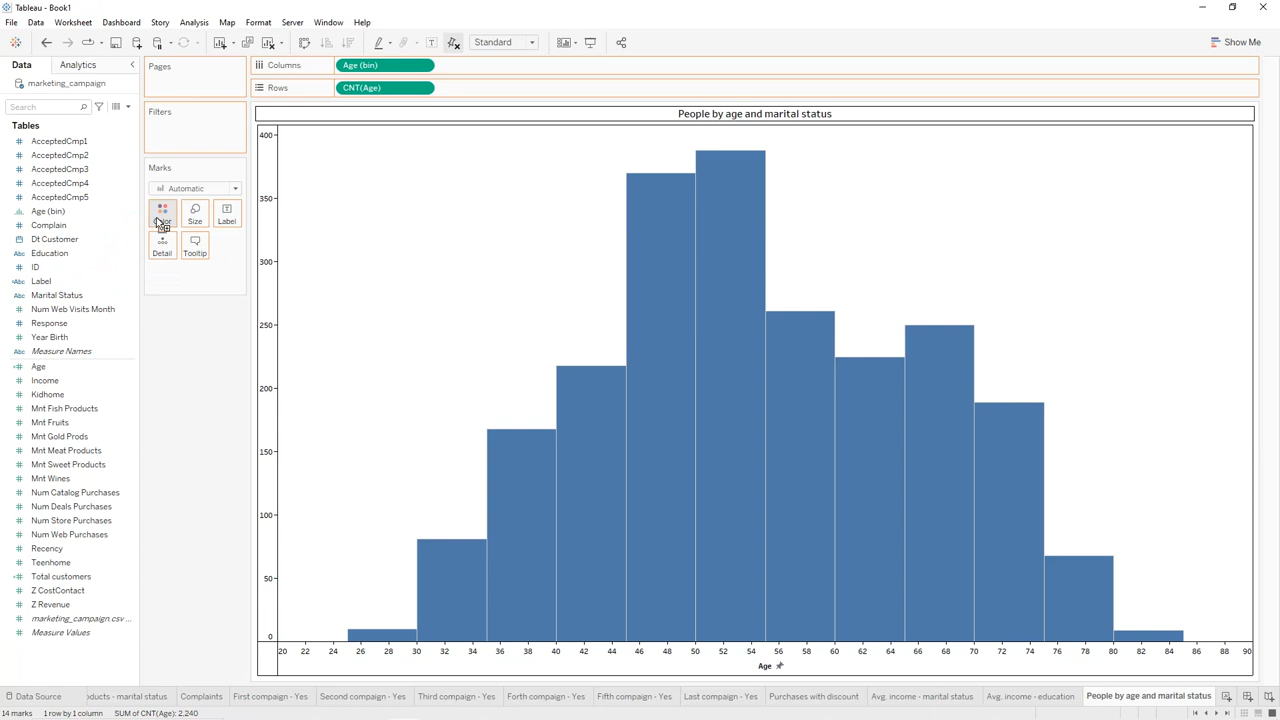 Tableau - Book1
File Data Worksheet Dashboard Story Analysis Map Format Server Window Help
Standard
Show Me
Data Analytics
marketing_campaign
Search
Tables
AcceptedCmp1
AcceptedCmp2
AcceptedCmp3
AcceptedCmp4
AcceptedCmp5
Age (bin)
Complain
Dt Customer
Abc Education
ID
Abc Label
Abc Marital Status
Num Web Visits Month
Response
Year Birth
Abc Measure Names
Age
Income
Kidhome
Mnt Fish Products
Mnt Fruits
Mnt Gold Prods
Mnt Meat Products
Mnt Sweet Products
Mnt Wines
Num Catalog Purchases
Num Deals Purchases
Num Store Purchases
Num Web Purchases
Recency
Teenhome
Total customers
Z CostContact
Z Revenue
marketing_campaign.csv ...
Measure Values
Pages
Filters
Marks
Automatic
Color Size Label
Detail Tooltip
Columns Age (bin)
Rows CNT(Age)
People by age and marital status
400
350
300
250
200
150
100
50
0
20 22 24 26 28 30 32 34 36 38 40 42 44 46 48 50 52 54 56 58 60 62 64 66 68 70 72 74 76 78 80 82 84 86 88 90
Age
Data Source oducts - marital status Complaints First compaign - Yes Second compaign - Yes Third compaign - Yes Forth compaign - Yes Fifth compaign - Yes Last compaign - Yes Purchases with discount Avg. income - marital status Avg. income - education People by age and marital status
14 marks 1 row by 1 column SUM of CNT(Age): 2,240